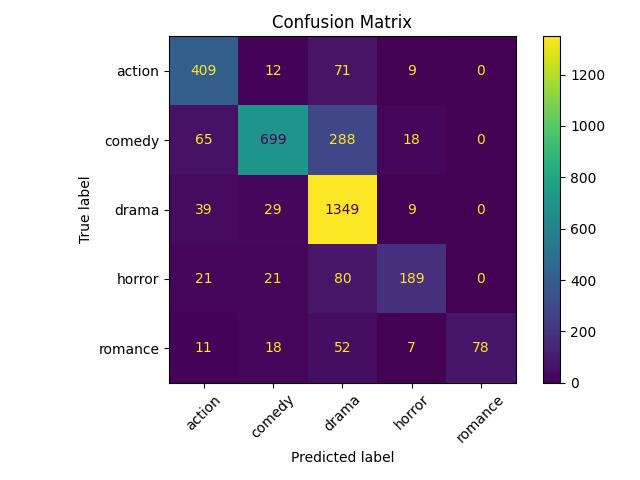 Confusion Matrix
True label
action 409 12 71 9 0
comedy 65 699 288 18 0
drama 39 29 1349 9 0
horror 21 21 80 189 0
romance 11 18 52 7 78
action comedy drama horror romance
Predicted label
1200
1000
800
600
400
200
0